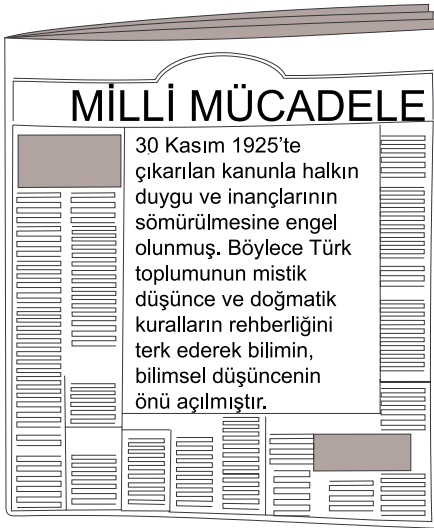 MİLLİ MÜCADELE
30 Kasım 1925’te
çıkarılan kanunla halkın
duygu ve inançlarının
sömürülmesine engel
olunmuş. Böylece Türk
toplumunun mistik
düşünce ve doğmatik
kuralların rehberliğini
terk ederek bilimin,
bilimsel düşüncenin
önü açılmıştır.